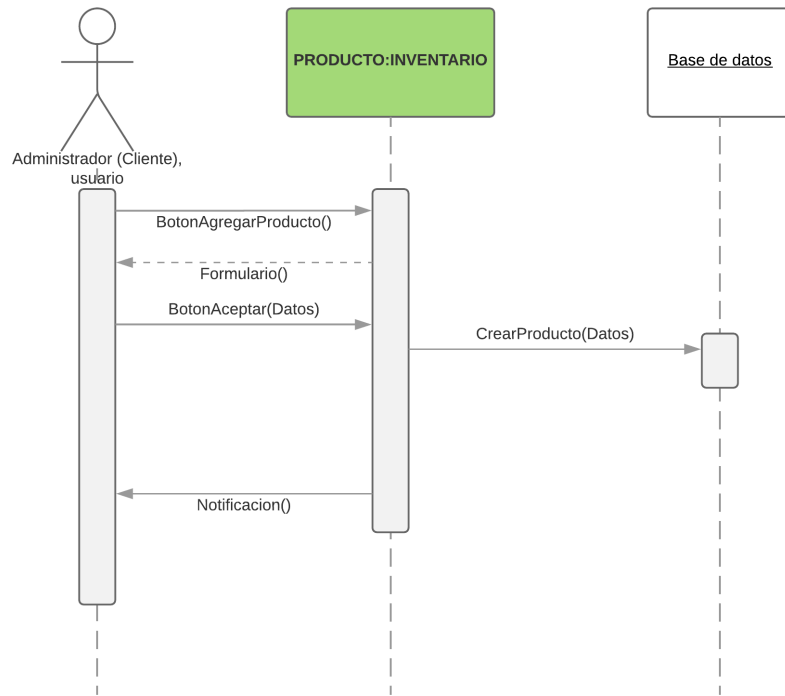 PRODUCTO:INVENTARIO
Base de datos
Administrador (Cliente),
usuario
BotonAgregarProducto()
Formulario()
BotonAceptar(Datos)
CrearProducto(Datos)
Notificacion()